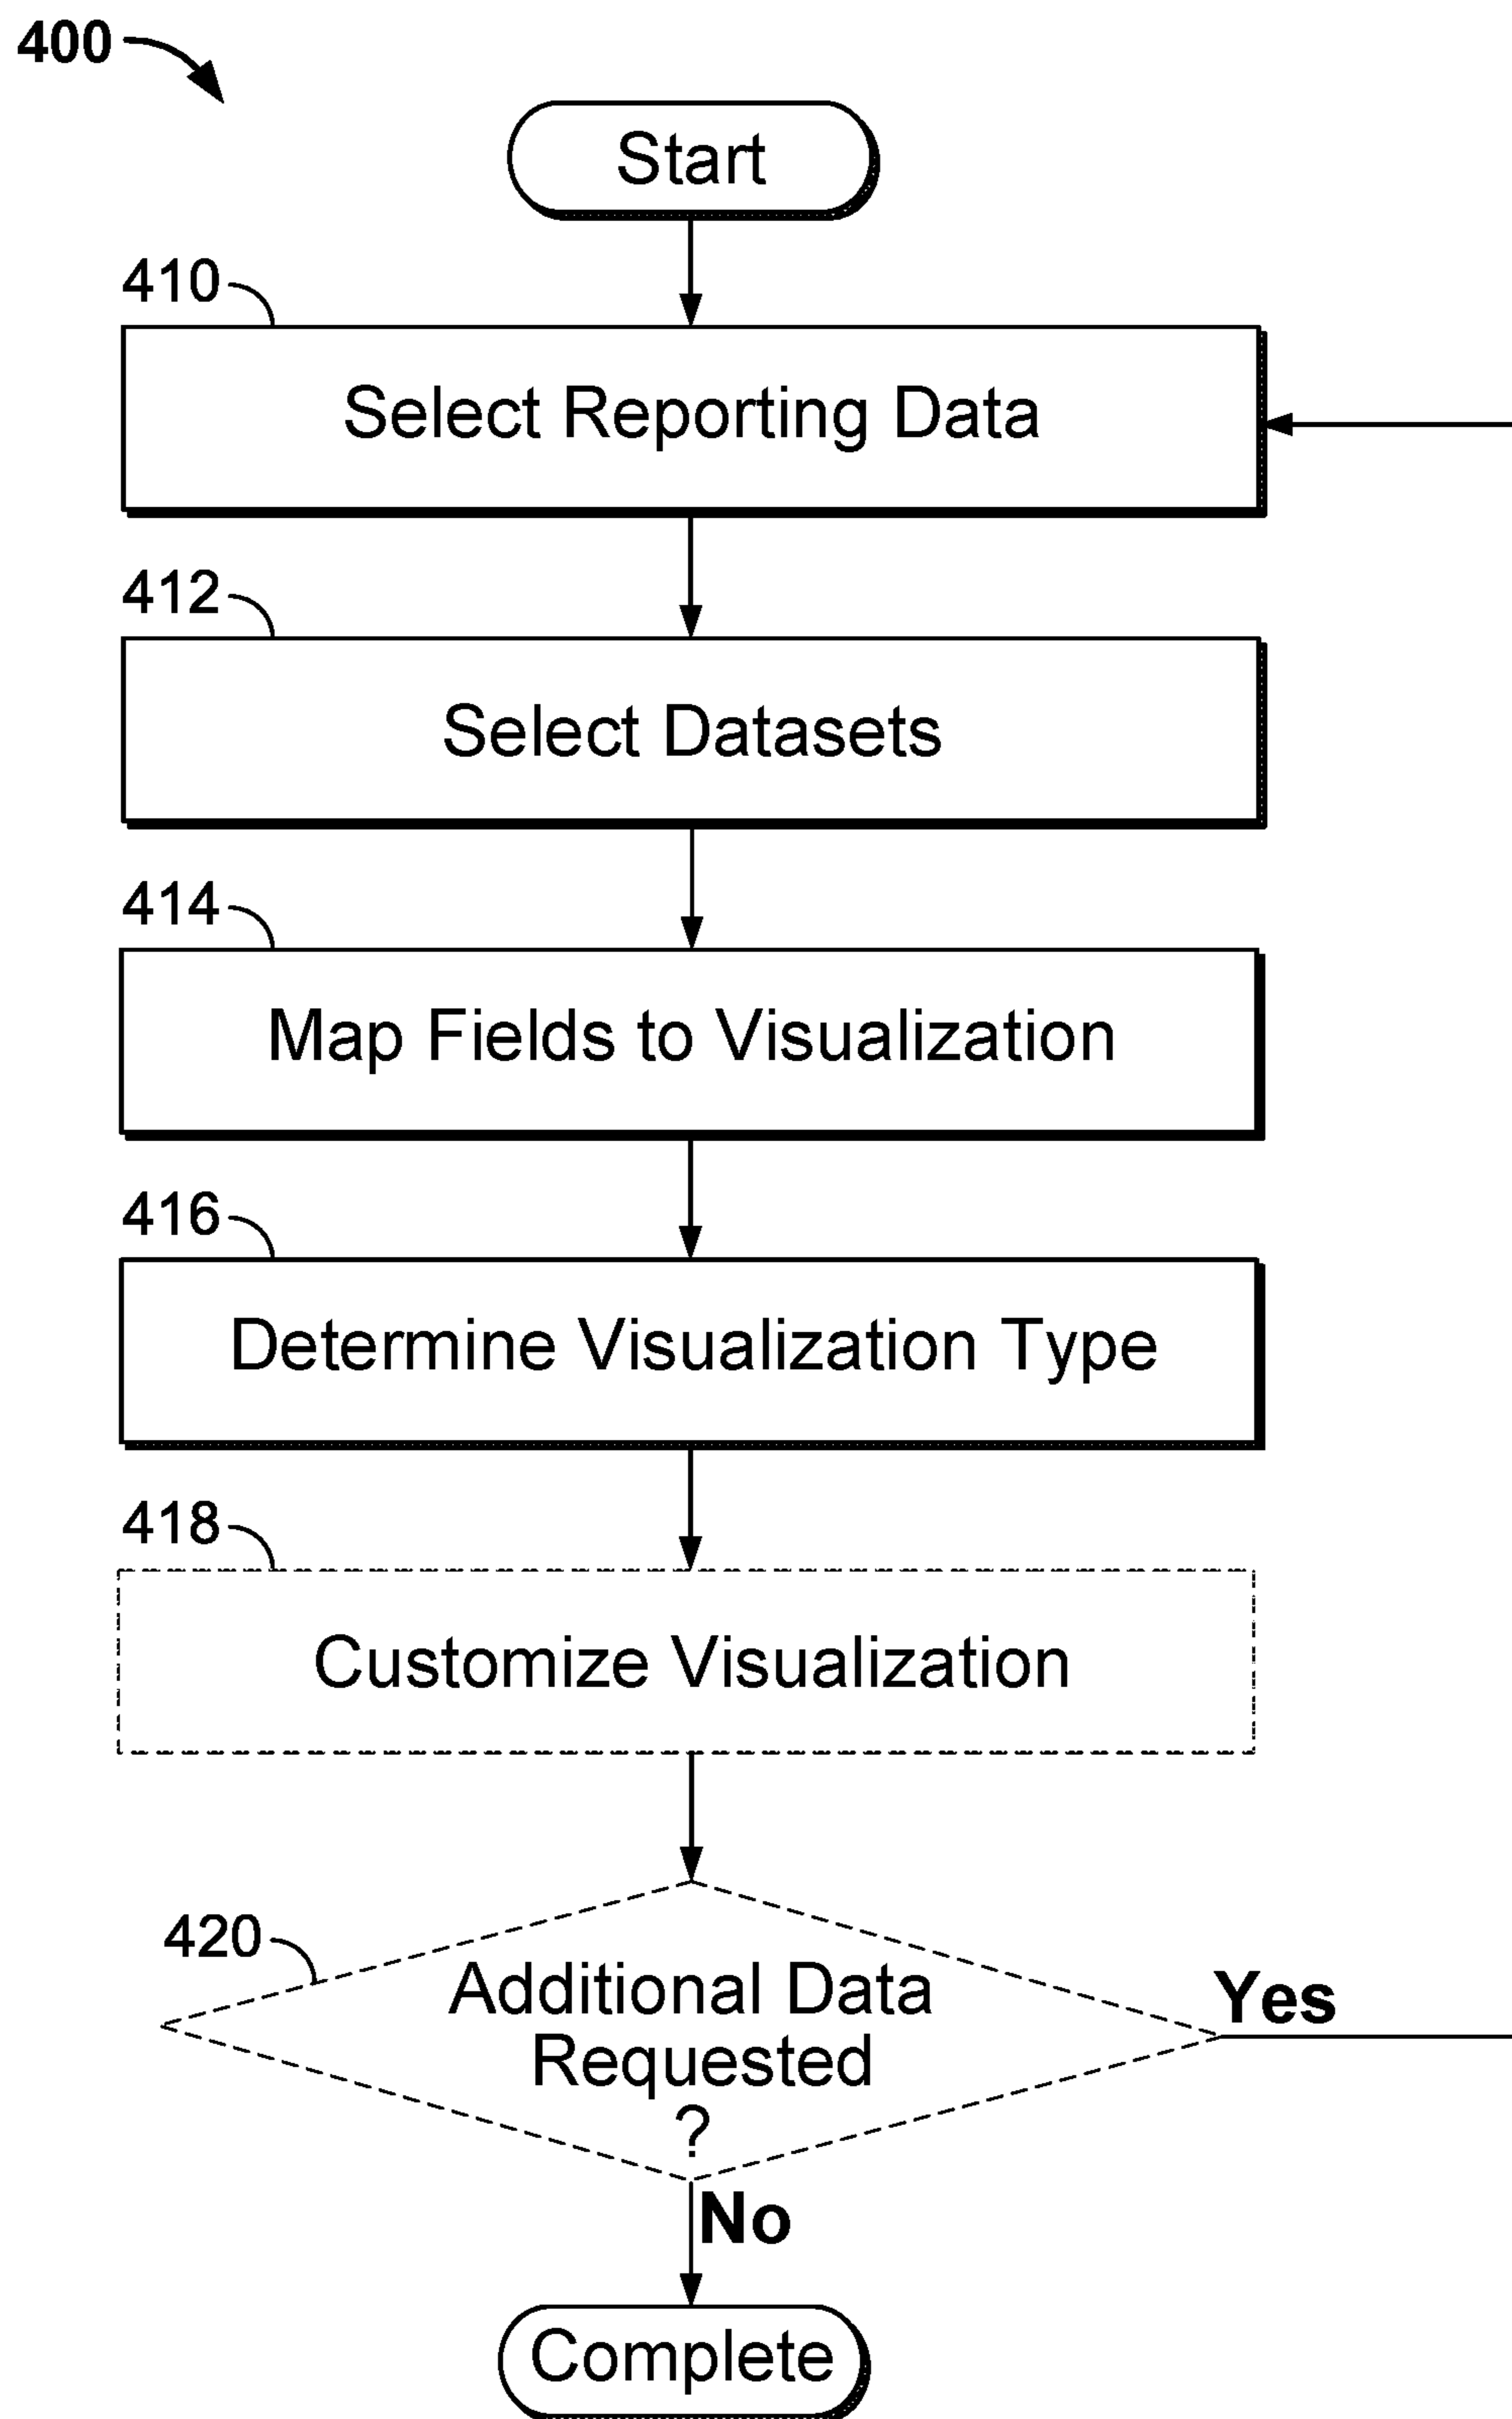 400
Start
410
Select Reporting Data
412
Select Datasets
414
Map Fields to Visualization
416
Determine Visualization Type
418
Customize Visualization
420
Additional Data
Requested
?
Yes
No
Complete